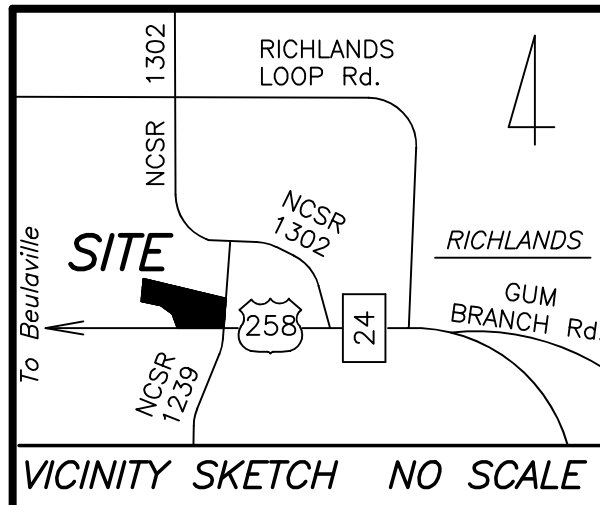 NCSR 1302
RICHLANDS
LOOP Rd.
NCSR
1302
RICHLANDS
SITE
GUM
BRANCH Rd.
To Beulaville
258
24
NCSR
1239
VICINITY SKETCH NO SCALE